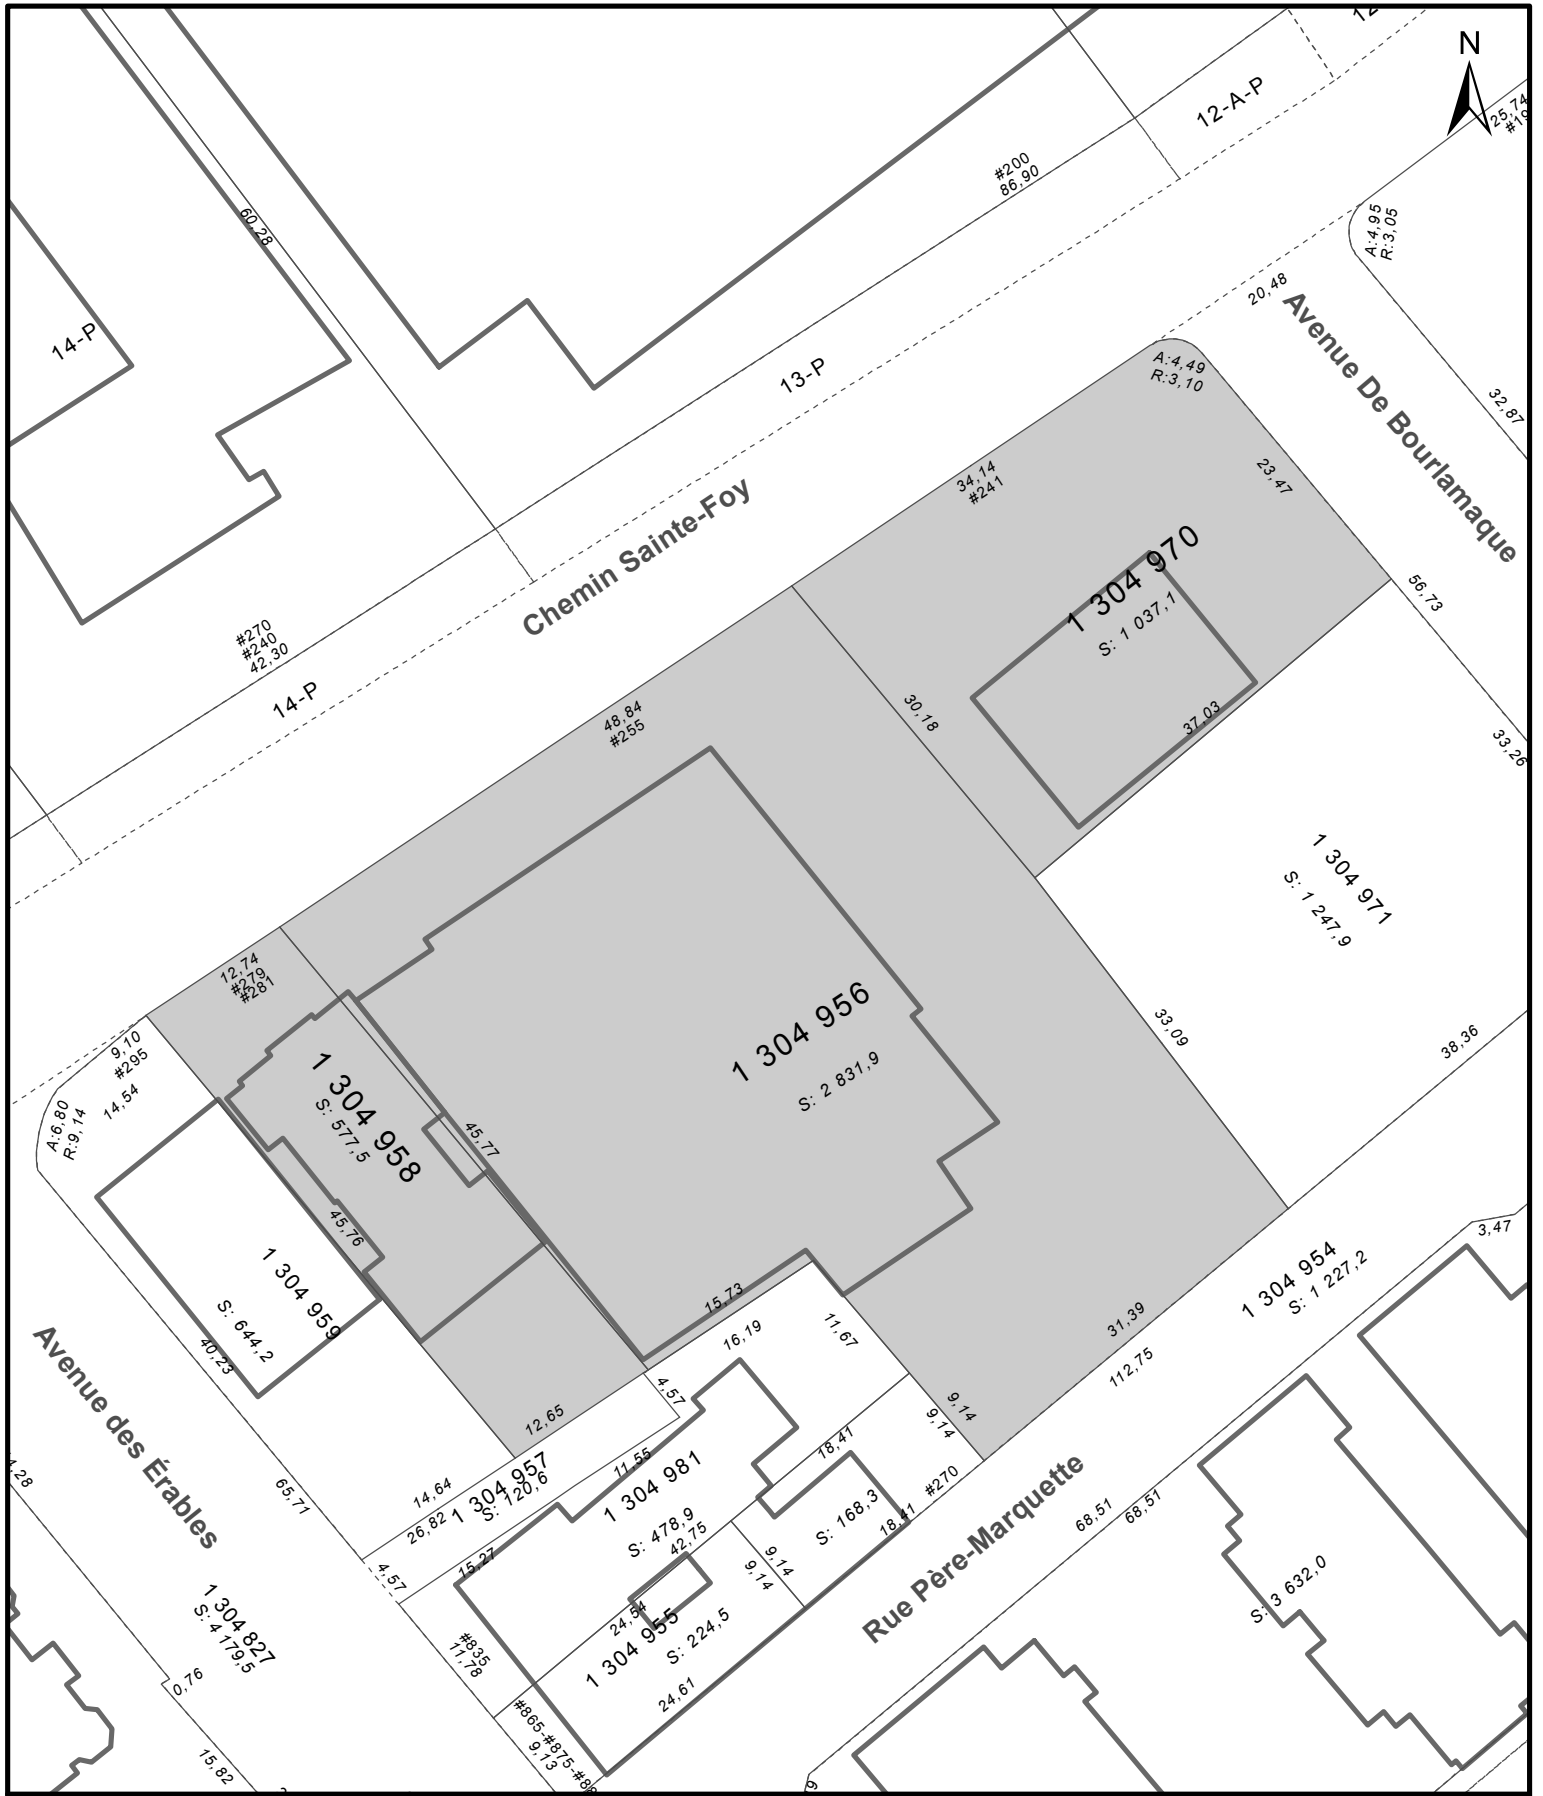 N
12-A-P
25,74
#200
86,90
60,28
A:4,95
R:3,05
20,48
14-P
13-P
A:4,49
R:3,10
Avenue De Bourlamaque
32,87
34,14
#241
23,47
Chemin Sainte-Foy
1 304 970
S: 1 037,1
56,73
#270
#240
42,30
14-P
48,84
#255
30,18
37,03
33,26
1 304 971
S: 1 247,9
12,74
#279
#281
1 304 956
S: 2 831,9
33,09
38,36
9,10
#295
14,54
A:6,80
R:9,14
1 304 958
S: 577,5
45,77
45,76
1 304 959
S: 644,2
40,23
3,47
1 304 954
S: 1 227,2
15,73
16,19
11,67
31,39
112,75
Avenue des Érables
4,57
12,65
9,14
9,14
18,41
11,55
14,64
26,82
1 304 957
S: 120,6
1 304 981
S: 478,9
42,75
S: 168,3
18,41
#270
65,71
68,51
68,51
Rue Père-Marquette
4,57
15,27
9,14
9,14
S: 3 632,0
1 304 827
S: 4 179,5
24,54
1 304 955
S: 224,5
#835
11,78
24,61
0,76
#865-#875-#88
9,13
15,82